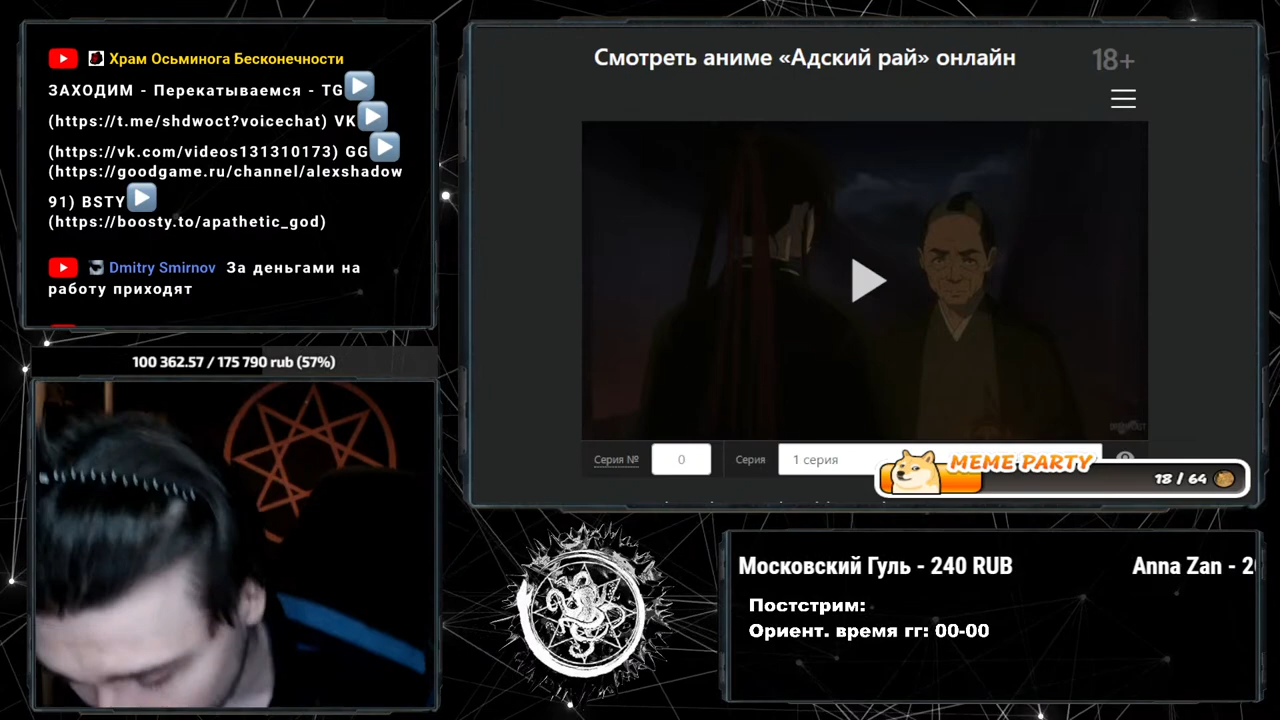 Храм Осьминога Бесконечности
ЗАХОДИМ - Перекатываемся - TG
(https://t.me/shdwoct?voicechat) VK
(https://vk.com/videos131310173) GG
(https://goodgame.ru/channel/alexshadow
91) BSTY
(https://boosty.to/apathetic_god)
Dmitry Smirnov За деньгами на
работу приходят
100 362.57 / 175 790 rub (57%)
Смотреть аниме «Адский рай» онлайн
18+
Серия №
0
Серия
1 серия
MEME PARTY
18 / 64
Московский Гуль - 240 RUB
Anna Zan - 2
Постстрим:
Ориент. время гг: 00-00